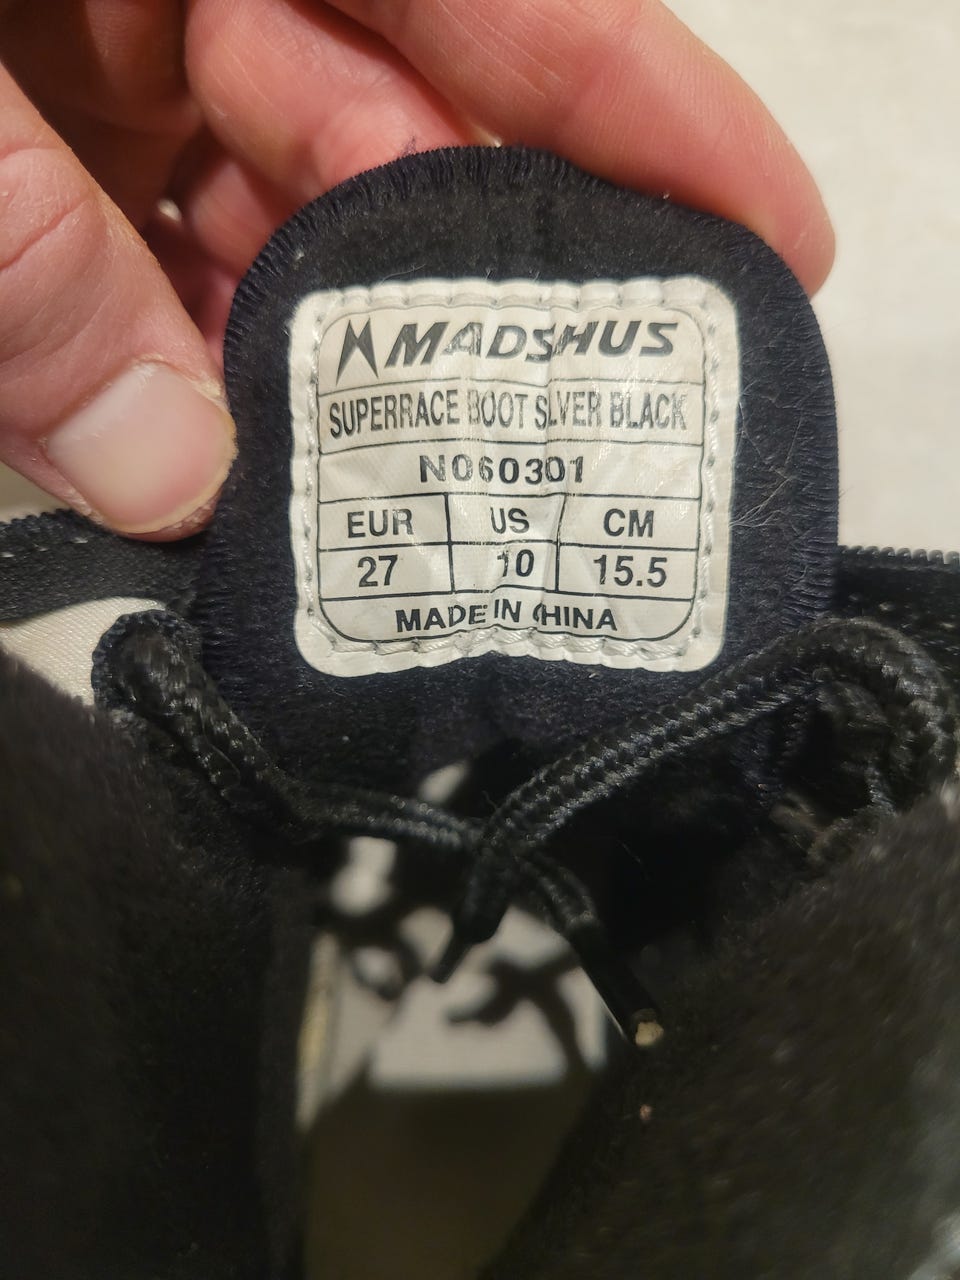 MADSHUS
SUPERRACE BOOT SLVER BLACK
N060301
EUR US CM
27 10 15.5
MADE IN CHINA